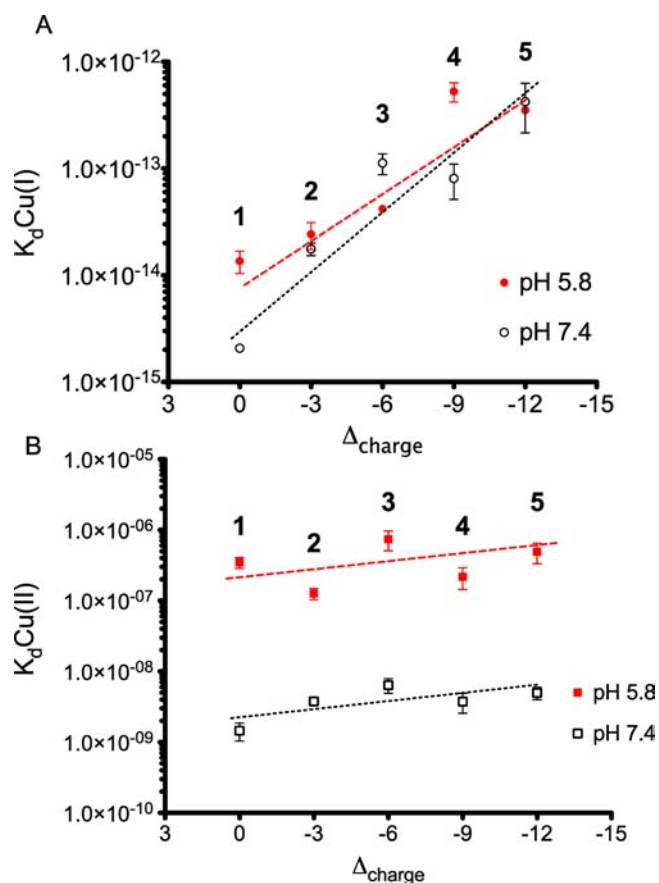 A
1.0×10⁻¹²
1.0×10⁻¹³
1.0×10⁻¹⁴
1.0×10⁻¹⁵
KdCu(I)
1
2
3
4
5
pH 5.8
pH 7.4
3 0 -3 -6 -9 -12 -15
Δcharge
B
1.0×10⁻⁰⁵
1.0×10⁻⁰⁶
1.0×10⁻⁰⁷
1.0×10⁻⁰⁸
1.0×10⁻⁰⁹
1.0×10⁻¹⁰
KdCu(II)
1
2
3
4
5
pH 5.8
pH 7.4
3 0 -3 -6 -9 -12 -15
Δcharge